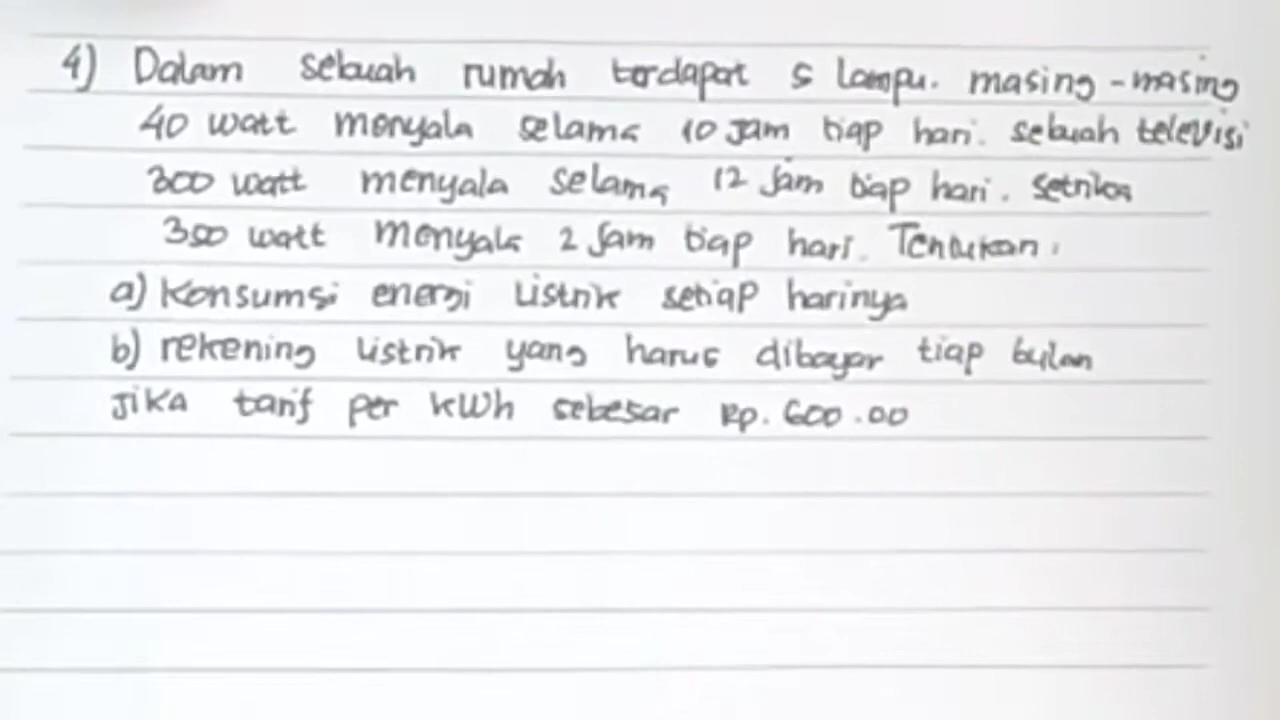 4) Dalam sebuah rumah terdapat 5 lampu. masing-masing
40 watt menyala selama 10 jam tiap hari. sebuah televisi
300 watt menyala selama 12 jam tiap hari. setrika
350 watt menyala 2 jam tiap hari. Tentukan.
a) Konsumsi energi Listrik setiap harinya
b) rekening Listrik yang harus dibayar tiap bulan
Jika tarif per kWh sebesar Rp. 600.00